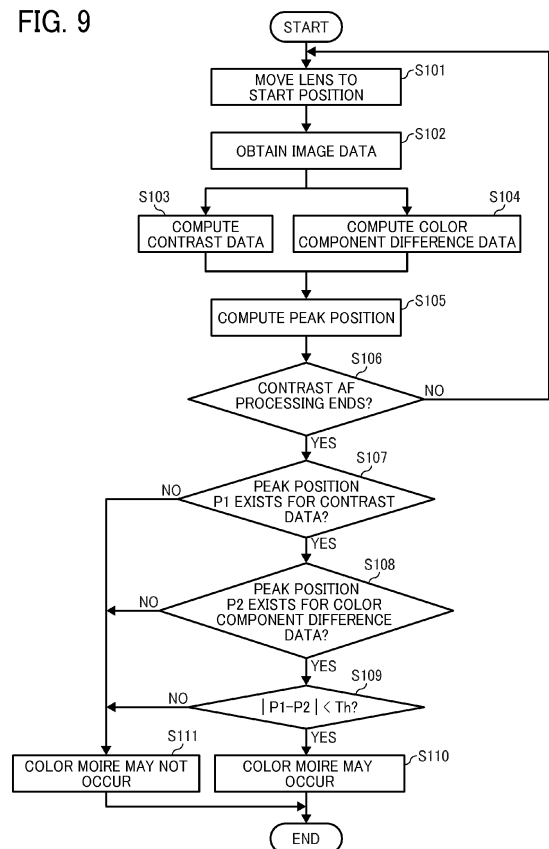 FIG. 9
START
S101
MOVE LENS TO
START POSITION
S102
OBTAIN IMAGE DATA
S103
COMPUTE
CONTRAST DATA
S104
COMPUTE COLOR
COMPONENT DIFFERENCE DATA
S105
COMPUTE PEAK POSITION
S106
CONTRAST AF
PROCESSING ENDS?
NO
YES
S107
PEAK POSITION
P1 EXISTS FOR CONTRAST
DATA?
NO
YES
S108
PEAK POSITION
P2 EXISTS FOR COLOR
COMPONENT DIFFERENCE
DATA?
NO
YES
S109
|P1-P2| < Th?
NO
YES
S111
COLOR MOIRE MAY NOT
OCCUR
S110
COLOR MOIRE MAY
OCCUR
END